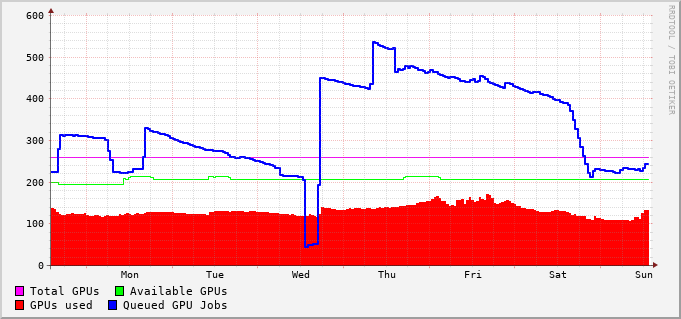 600
500
400
300
200
100
0
Mon Tue Wed Thu Fri Sat Sun
Total GPUs Available GPUs
GPUs used Queued GPU Jobs
RRDTOOL / TOBI OETIKER